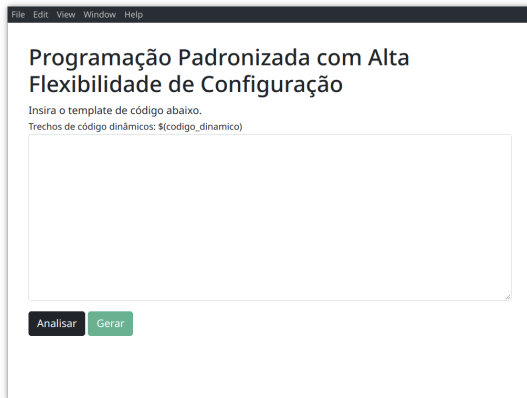 File Edit View Window Help
Programação Padronizada com Alta
Flexibilidade de Configuração
Insira o template de código abaixo.
Trechos de código dinâmicos: $(codigo_dinamico)
Analisar Gerar